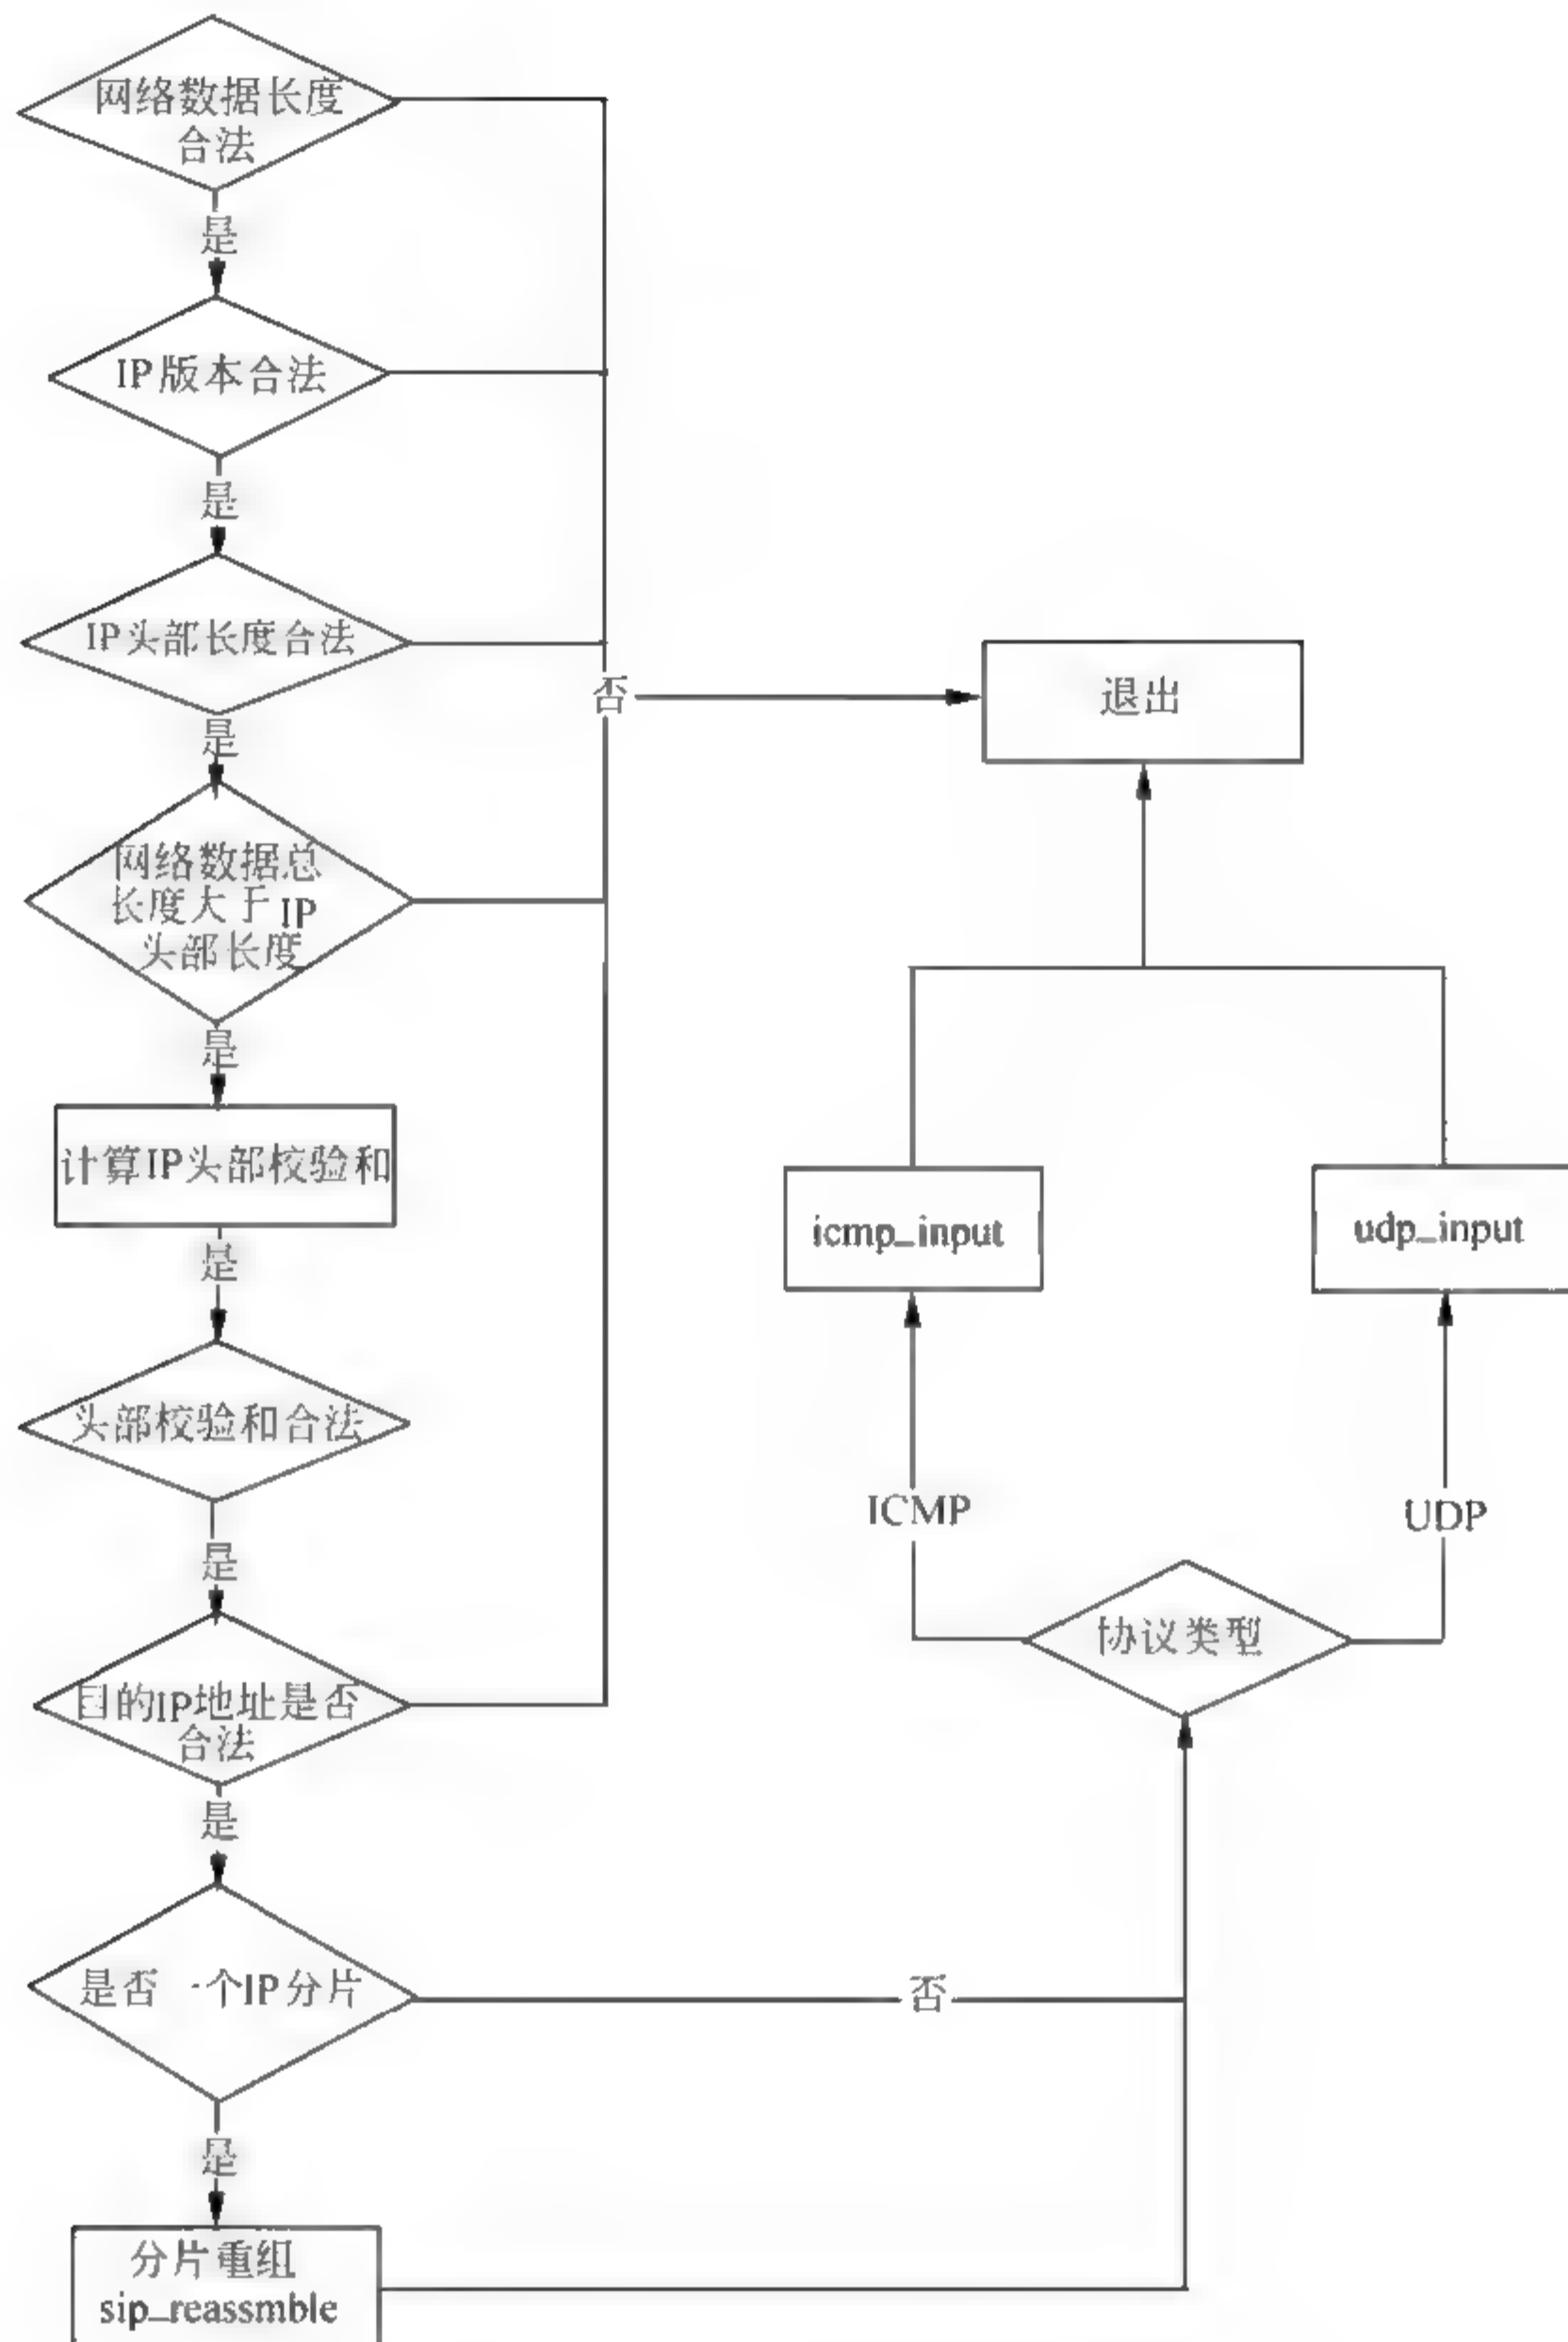 网络数据长度
合法
是
IP版本合法
是
IP头部长度合法
否
退出
是
网络数据总
长度大于IP
头部长度
是
计算IP头部校验和
icmp_input
udp_input
是
头部校验和合法
ICMP
UDP
是
协议类型
目的IP地址是否
合法
是
是否一个IP分片
否
是
分片重组
sip_reassmble